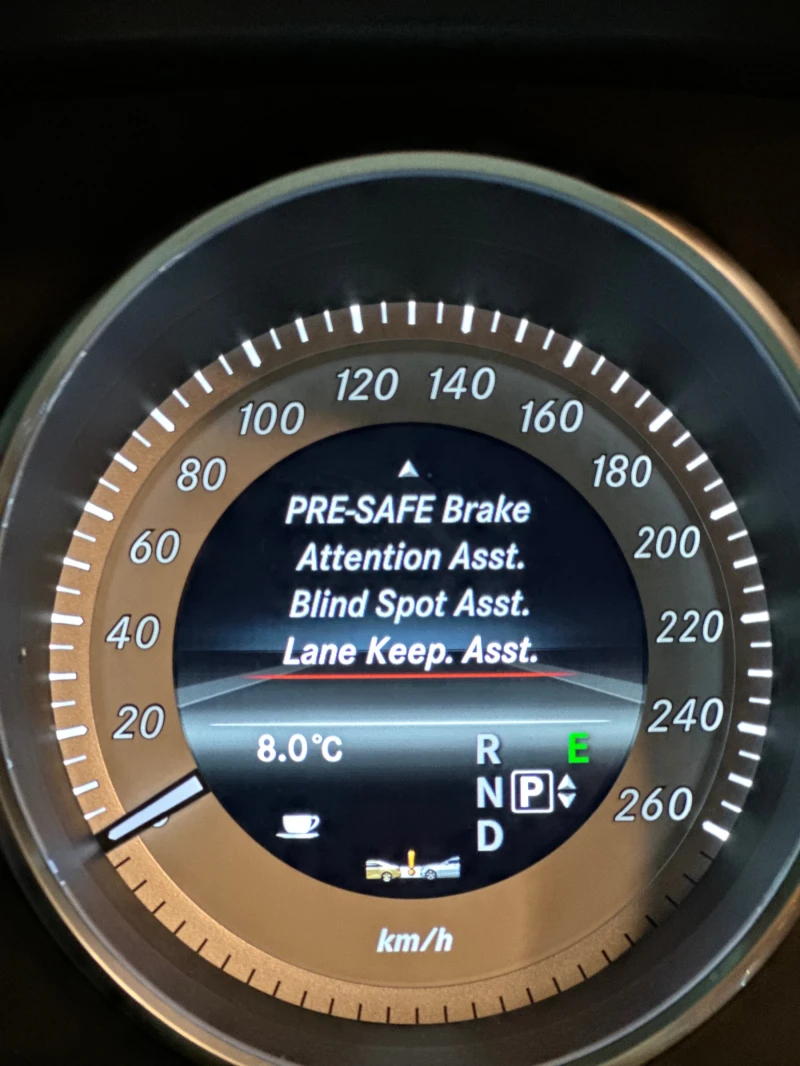 120 140
100 160
80 180
PRE-SAFE Brake
60 200
Attention Asst.
Blind Spot Asst.
40 220
Lane Keep. Asst.
20 240
8.0°C R E
N P 260
D
km/h